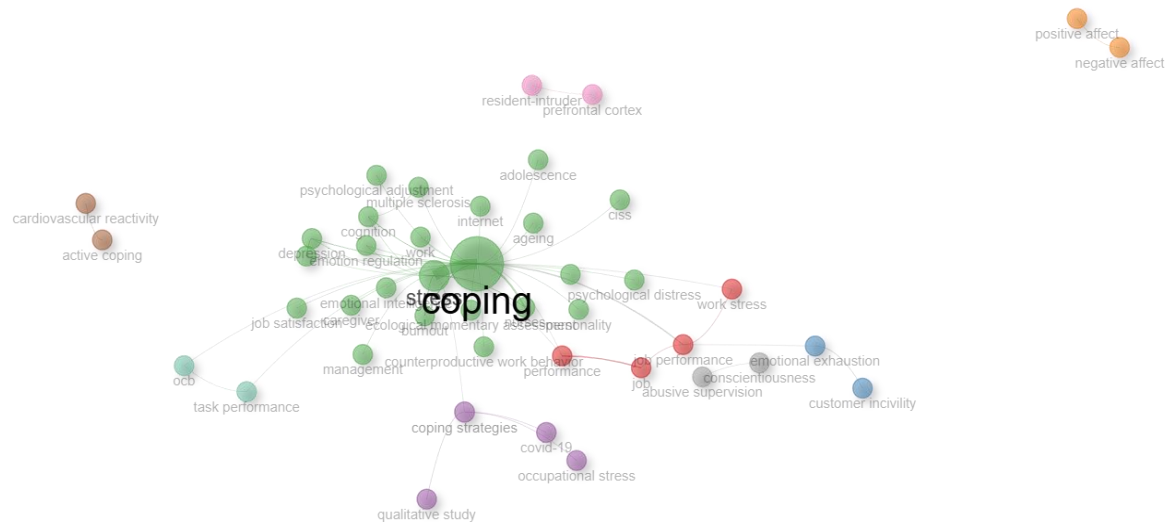 positive affect
negative affect
resident-intruder
prefrontal cortex
adolescence
psychological adjustment
multiple sclerosis
ciss
cardiovascular reactivity
internet
cognition
ageing
active coping
depression
work
emotion regulation
psychological distress
work stress
emotional intelligence
stress
coping
job satisfaction
caregiver
ecological momentary assessment
personality
burnout
job performance
emotional exhaustion
counterproductive work behavior
management
performance
ocb
job
conscientiousness
abusive supervision
task performance
customer incivility
coping strategies
covid-19
occupational stress
qualitative study